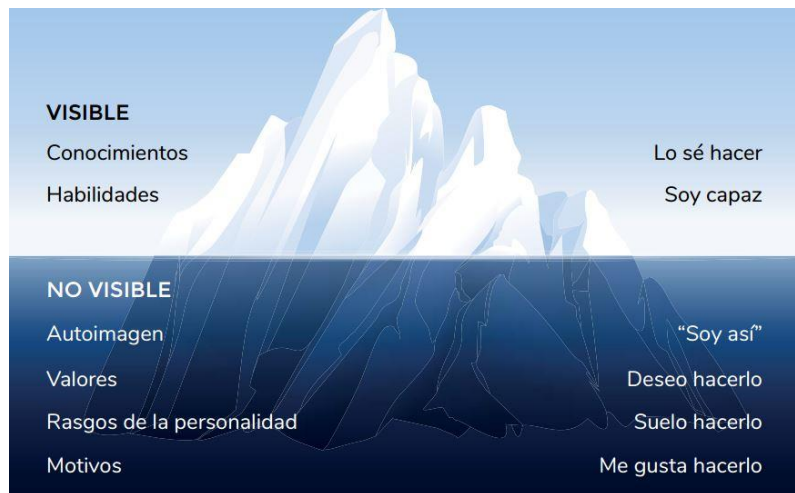 VISIBLE
Conocimientos Lo sé hacer
Habilidades Soy capaz
NO VISIBLE
Autoimagen “Soy así”
Valores Deseo hacerlo
Rasgos de la personalidad Suelo hacerlo
Motivos Me gusta hacerlo